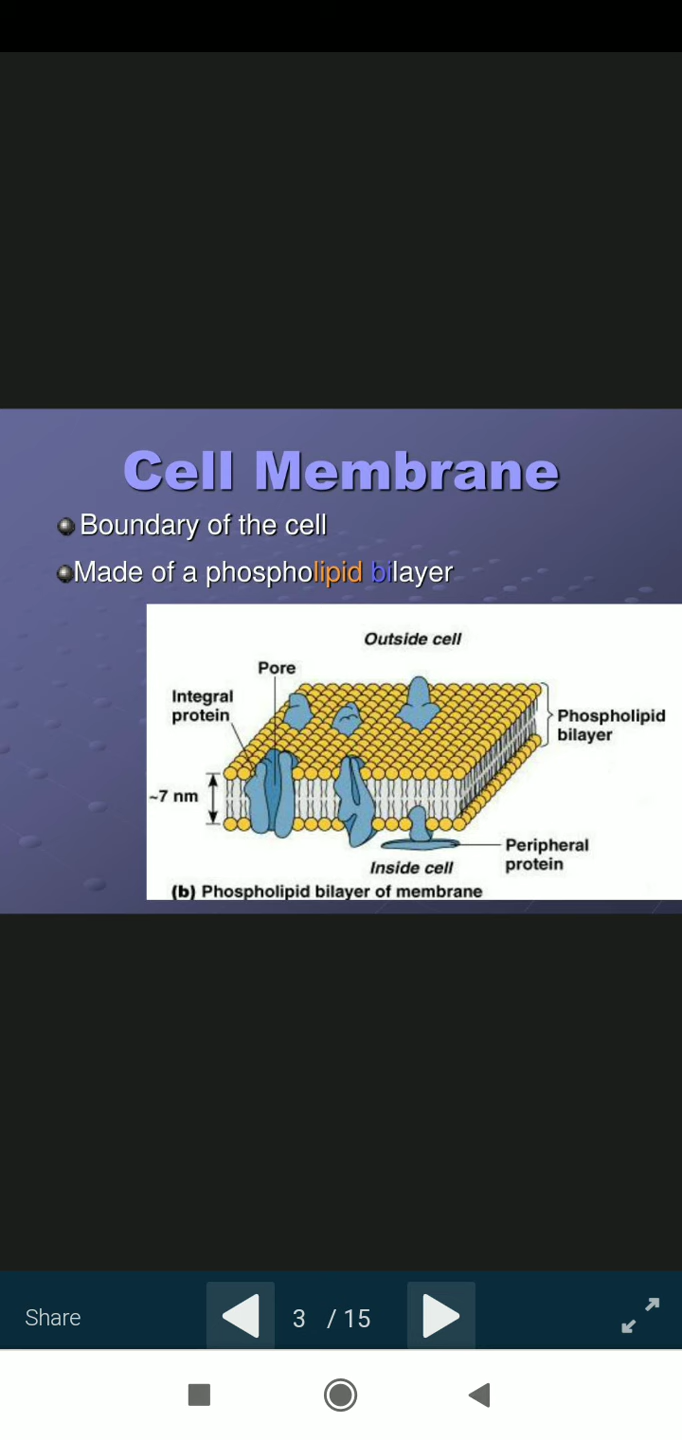 Cell Membrane
Boundary of the cell
Made of a phospholipid bilayer
Outside cell
Pore
Integral
protein
Phospholipid
bilayer
~7 nm
Peripheral
protein
Inside cell
(b) Phospholipid bilayer of membrane
Share
3 / 15